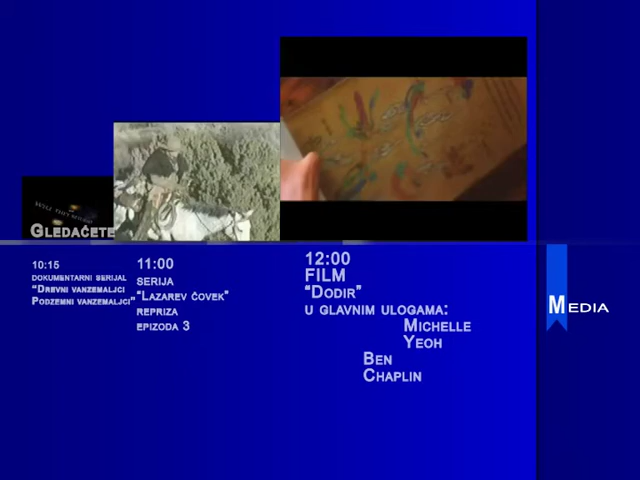 GLEDAĆETE
10:15
DOKUMENTARNI SERIJAL
“DREVNI VANZEMALJCI
PODZEMNI VANZEMALJCI”
11:00
SERIJA
“LAZAREV ČOVEK”
REPRIZA
EPIZODA 3
12:00
FILM
“DODIR”
U GLAVNIM ULOGAMA:
MICHELLE
YEOH
BEN
CHAPLIN
MEDIA